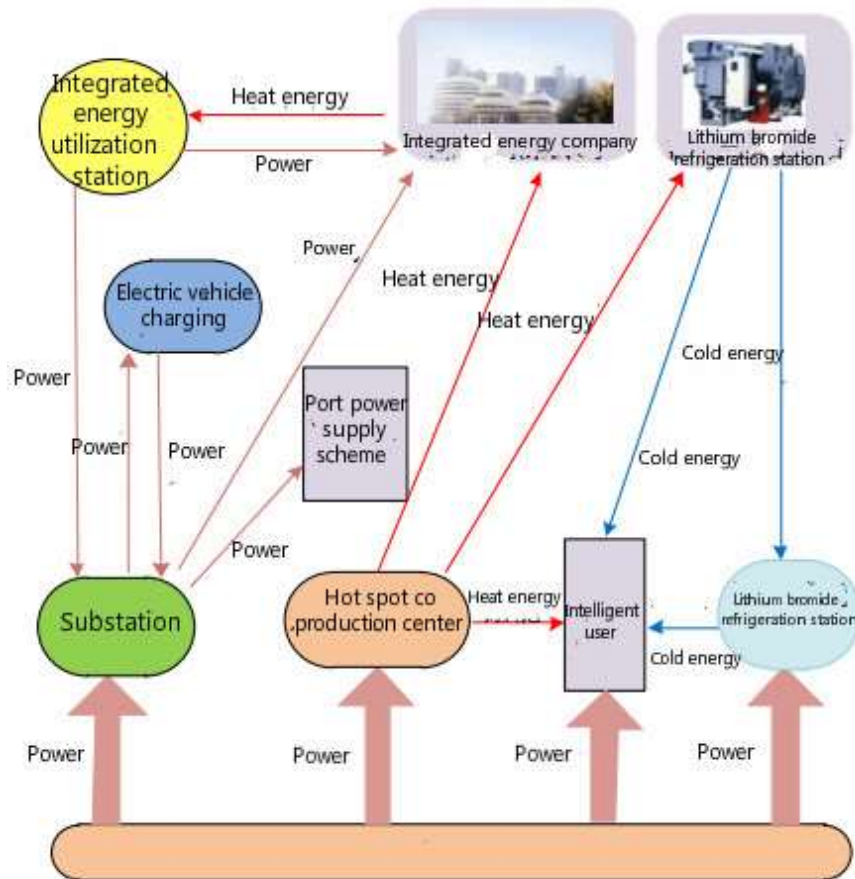 Integrated
energy
utilization
station
Heat energy
Power
Integrated energy company
Lithium bromide
refrigeration station
Power
Heat energy
Heat energy
Electric vehicle
charging
Cold energy
Power
Port power
supply
scheme
Power
Power
Cold energy
Power
Substation
Hot spot co
production center
Heat energy
Intelligent
user
Lithium bromide
refrigeration station
Cold energy
Power
Power
Power
Power